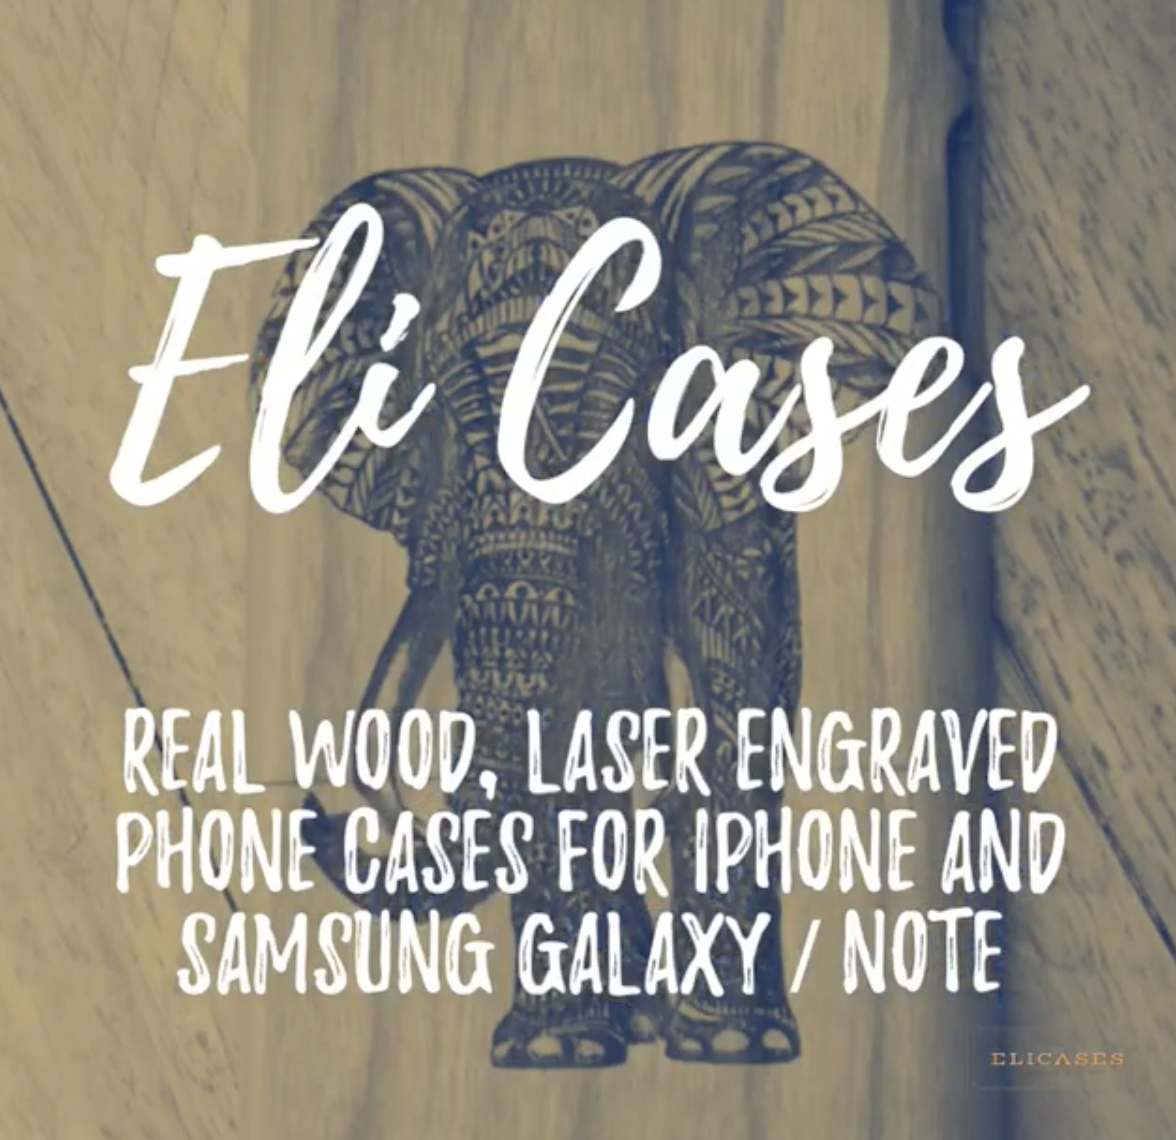 Eli Cases
REAL WOOD, LASER ENGRAVED
PHONE CASES FOR IPHONE AND
SAMSUNG GALAXY / NOTE
ELICASES